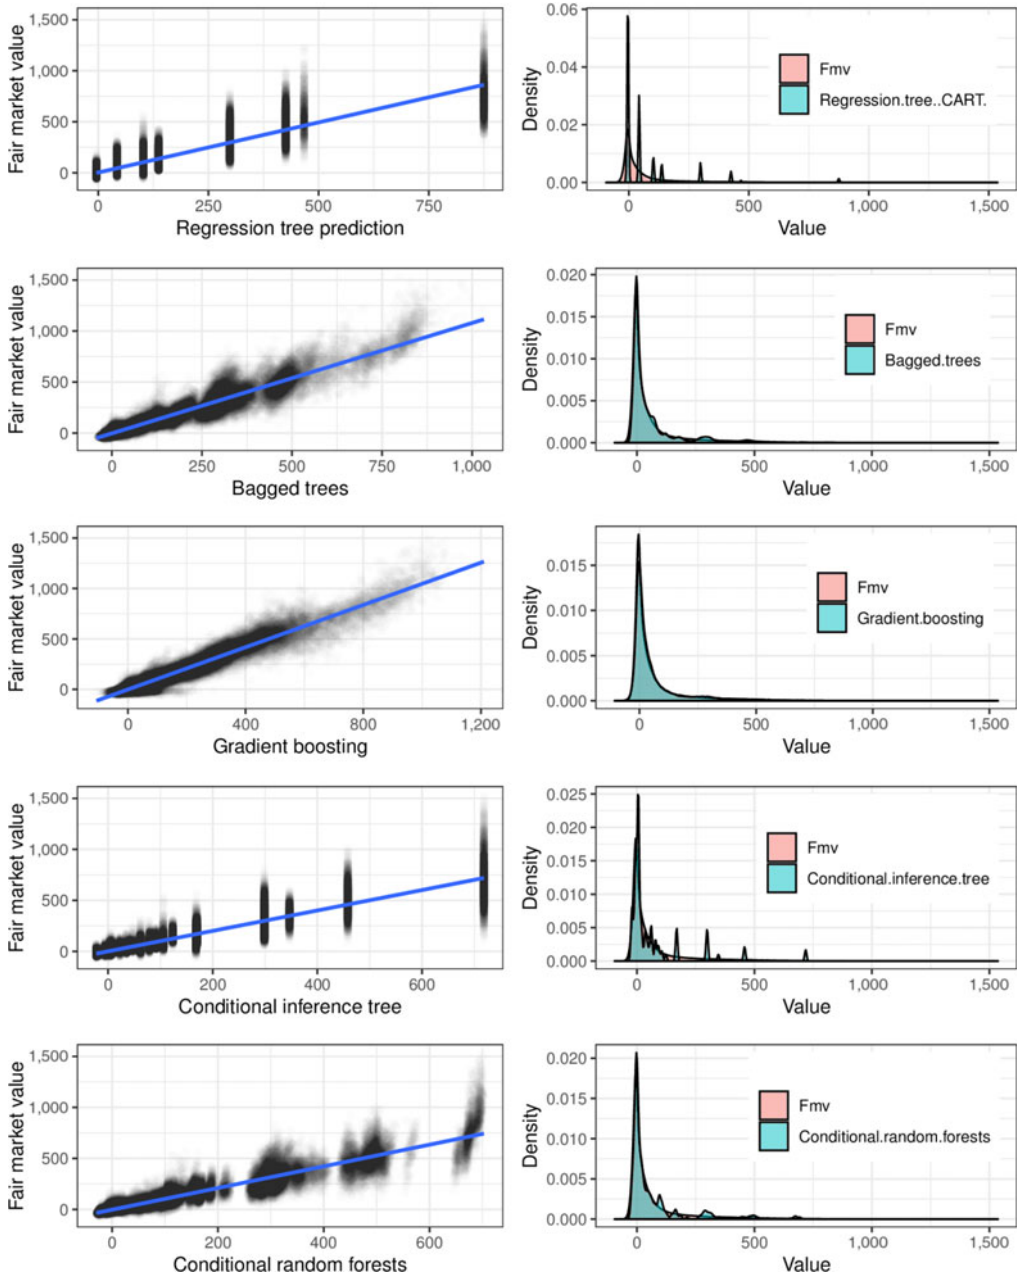 Fair market value
1,500
1,000
500
0
0
250
500
750
Regression tree prediction
Density
0.06
0.04
0.02
0.00
Fmv
Regression.tree..CART.
0
500
1,000
1,500
Value
Fair market value
1,500
1,000
500
0
0
250
500
750
1,000
Bagged trees
Density
0.020
0.015
0.010
0.005
0.000
Fmv
Bagged.trees
0
500
1,000
1,500
Value
Fair market value
1,500
1,000
500
0
0
400
800
1,200
Gradient boosting
Density
0.015
0.010
0.005
0.000
Fmv
Gradient.boosting
0
500
1,000
1,500
Value
Fair market value
1,500
1,000
500
0
0
200
400
600
Conditional inference tree
Density
0.025
0.020
0.015
0.010
0.005
0.000
Fmv
Conditional.inference.tree
0
500
1,000
1,500
Value
Fair market value
1,500
1,000
500
0
0
200
400
600
Conditional random forests
Density
0.020
0.015
0.010
0.005
0.000
Fmv
Conditional.random.forests
0
500
1,000
1,500
Value